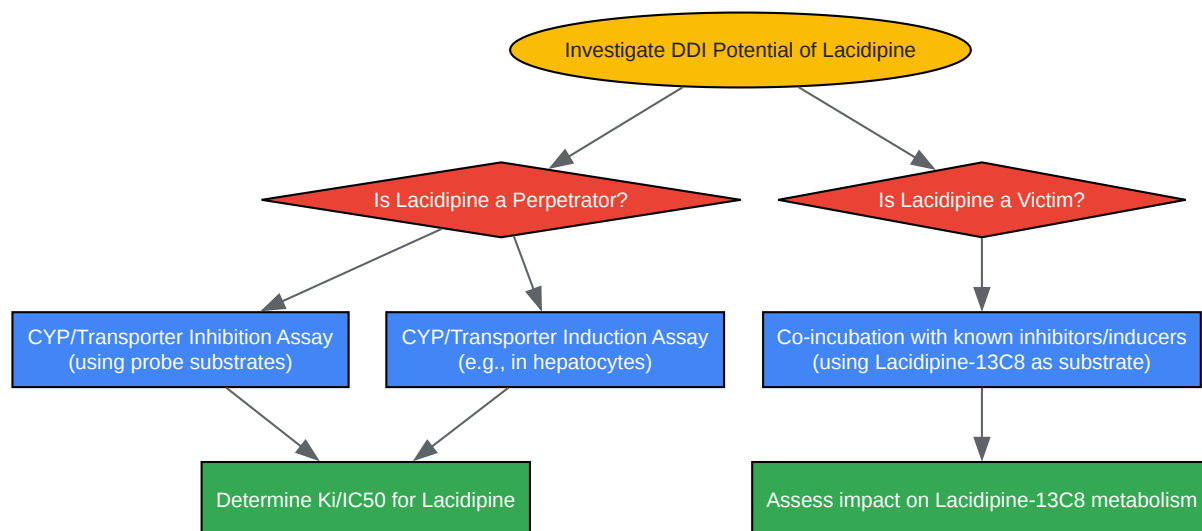 Investigate DDI Potential of Lacidipine
Is Lacidipine a Perpetrator?
Is Lacidipine a Victim?
CYP/Transporter Inhibition Assay
(using probe substrates)
CYP/Transporter Induction Assay
(e.g., in hepatocytes)
Co-incubation with known inhibitors/inducers
(using Lacidipine-13C8 as substrate)
Determine Ki/IC50 for Lacidipine
Assess impact on Lacidipine-13C8 metabolism